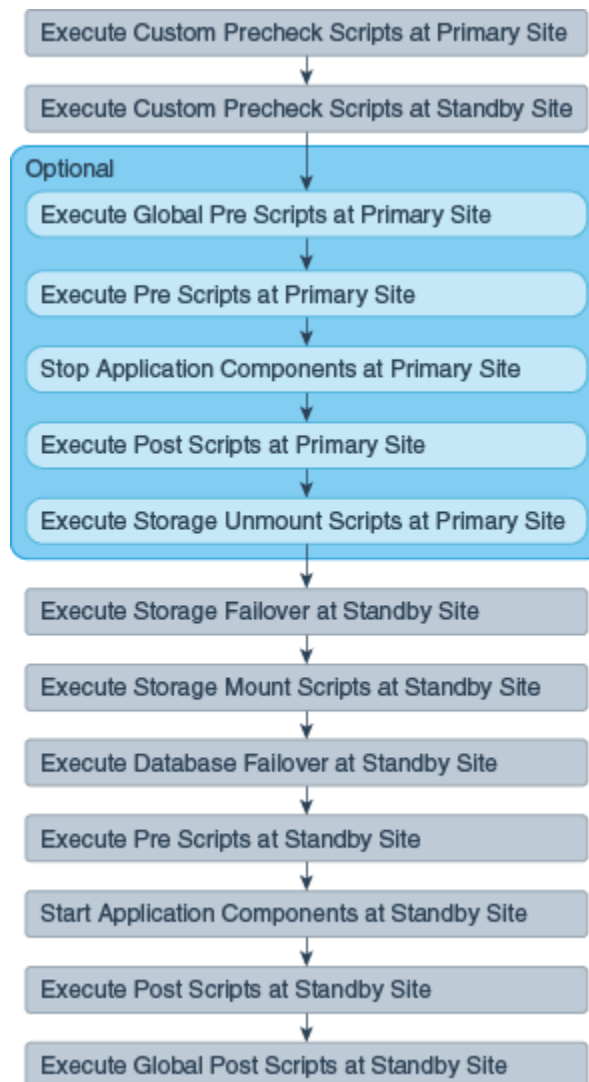 Execute Custom Precheck Scripts at Primary Site
Execute Custom Precheck Scripts at Standby Site
Optional
Execute Global Pre Scripts at Primary Site
Execute Pre Scripts at Primary Site
Stop Application Components at Primary Site
Execute Post Scripts at Primary Site
Execute Storage Unmount Scripts at Primary Site
Execute Storage Failover at Standby Site
Execute Storage Mount Scripts at Standby Site
Execute Database Failover at Standby Site
Execute Pre Scripts at Standby Site
Start Application Components at Standby Site
Execute Post Scripts at Standby Site
Execute Global Post Scripts at Standby Site